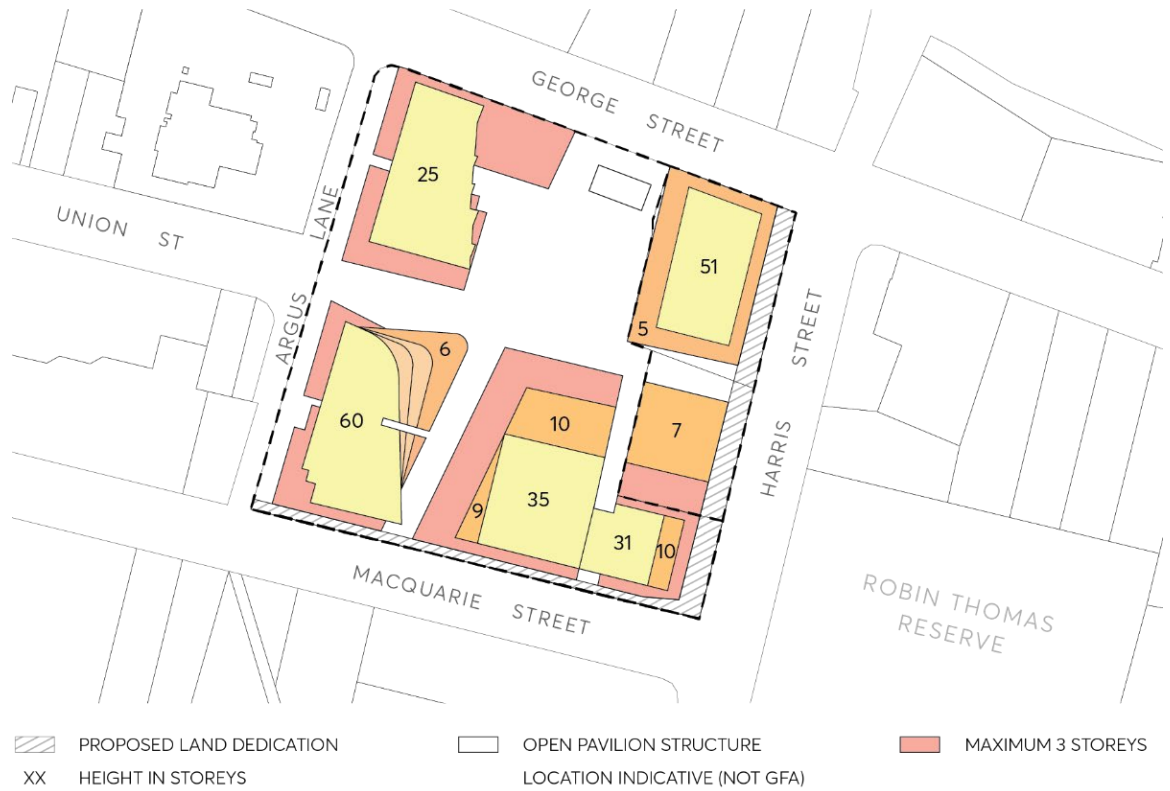 GEORGE STREET
25
LANE
UNION ST
51
5
STREET
ARGUS
6
60
10
7
HARRIS
35
9
31
10
MACQUARIE STREET
ROBIN THOMAS
RESERVE
PROPOSED LAND DEDICATION
OPEN PAVILION STRUCTURE
MAXIMUM 3 STOREYS
XX HEIGHT IN STOREYS
LOCATION INDICATIVE (NOT GFA)